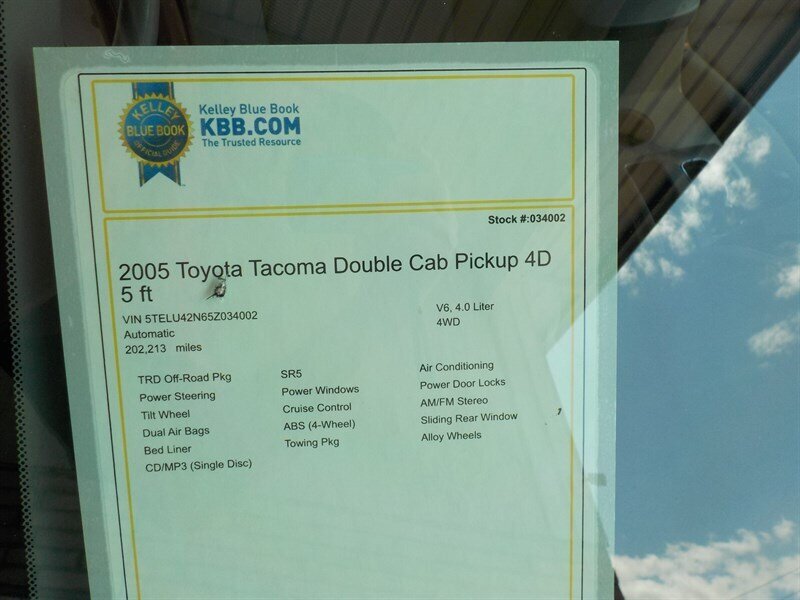 KELLEY
BLUE BOOK
OFFICIAL GUIDE
Kelley Blue Book
KBB.COM
The Trusted Resource
Stock #:034002
2005 Toyota Tacoma Double Cab Pickup 4D
5 ft
VIN 5TELU42N65Z034002
Automatic
202,213 miles
V6, 4.0 Liter
4WD
TRD Off-Road Pkg
Power Steering
Tilt Wheel
Dual Air Bags
Bed Liner
CD/MP3 (Single Disc)
SR5
Power Windows
Cruise Control
ABS (4-Wheel)
Towing Pkg
Air Conditioning
Power Door Locks
AM/FM Stereo
Sliding Rear Window
Alloy Wheels